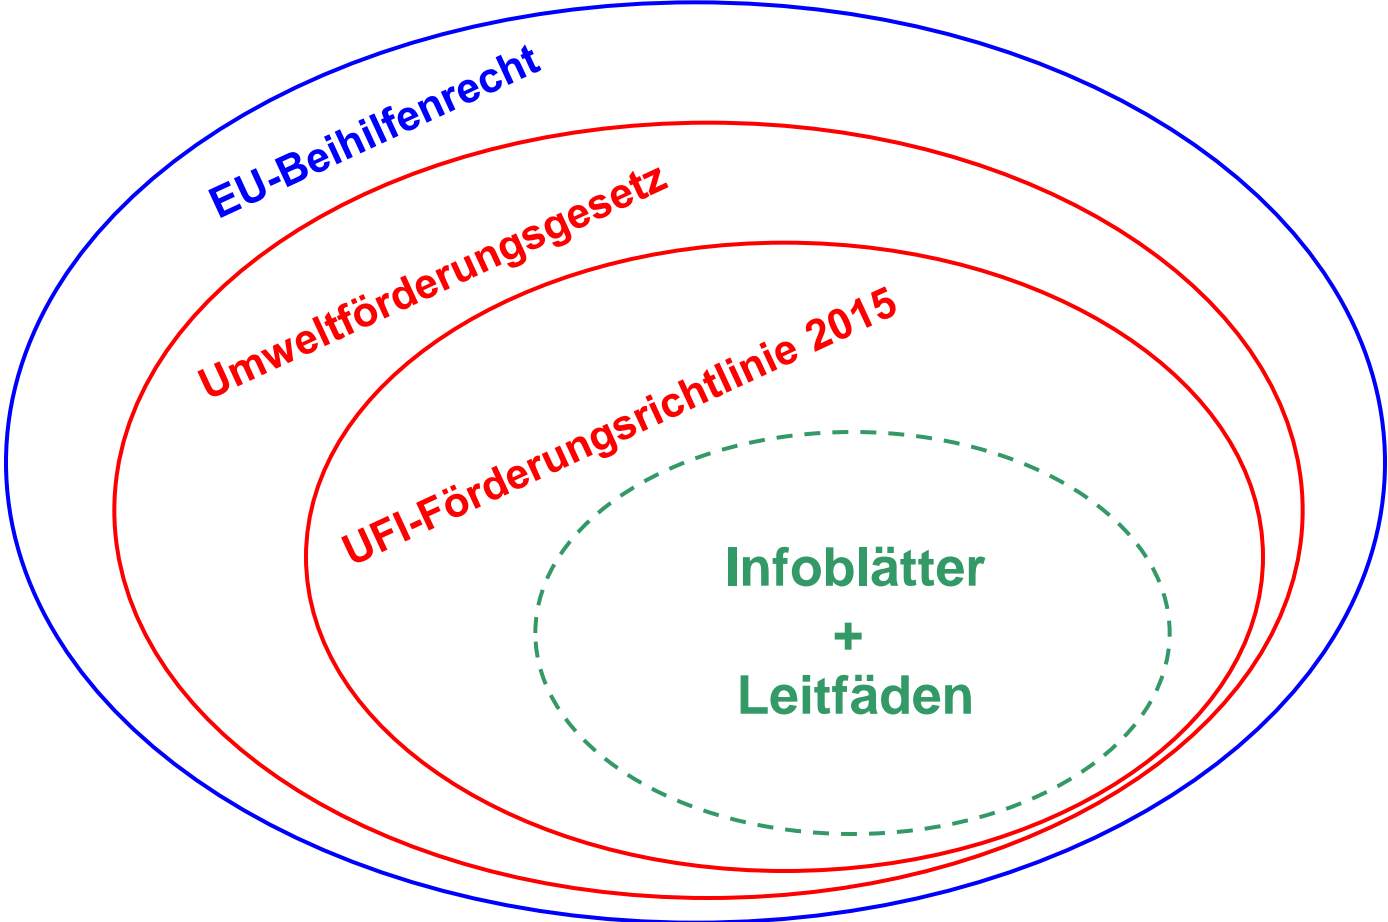 EU-Beihilfenrecht
Umweltförderungsgesetz
UFI-Förderungsrichtlinie 2015
Infoblätter
+
Leitfäden